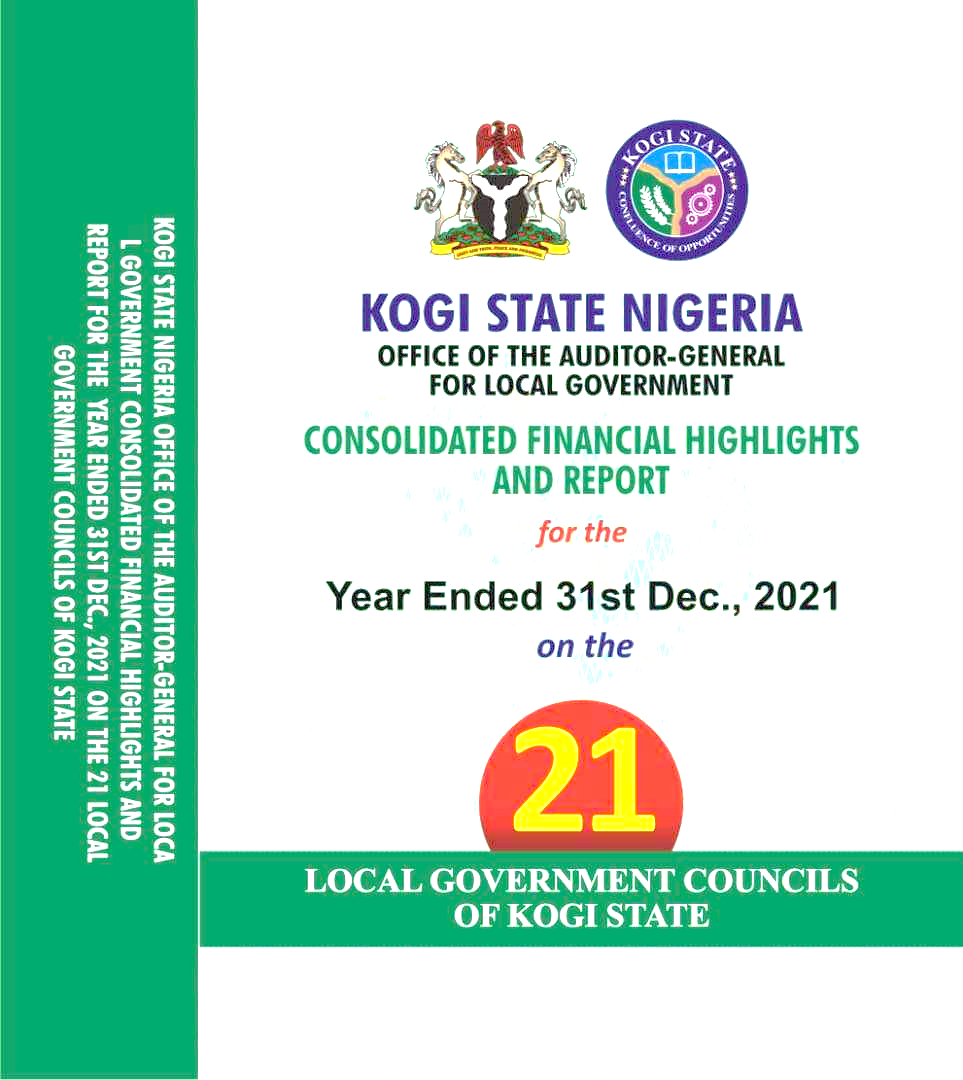 KOGI STATE NIGERIA OFFICE OF THE AUDITOR-GENERAL FOR LOCA
L GOVERNMENT CONSOLIDATED FINANCIAL HIGHLIGHTS AND
REPORT FOR THE YEAR ENDED 31ST DEC., 2021 ON THE 21 LOCAL
GOVERNMENT COUNCILS OF KOGI STATE
KOGI STATE
CONFLUENCE OF OPPORTUNITIES
KOGI STATE NIGERIA
OFFICE OF THE AUDITOR-GENERAL
FOR LOCAL GOVERNMENT
CONSOLIDATED FINANCIAL HIGHLIGHTS
AND REPORT
for the
Year Ended 31st Dec., 2021
on the
21
LOCAL GOVERNMENT COUNCILS
OF KOGI STATE